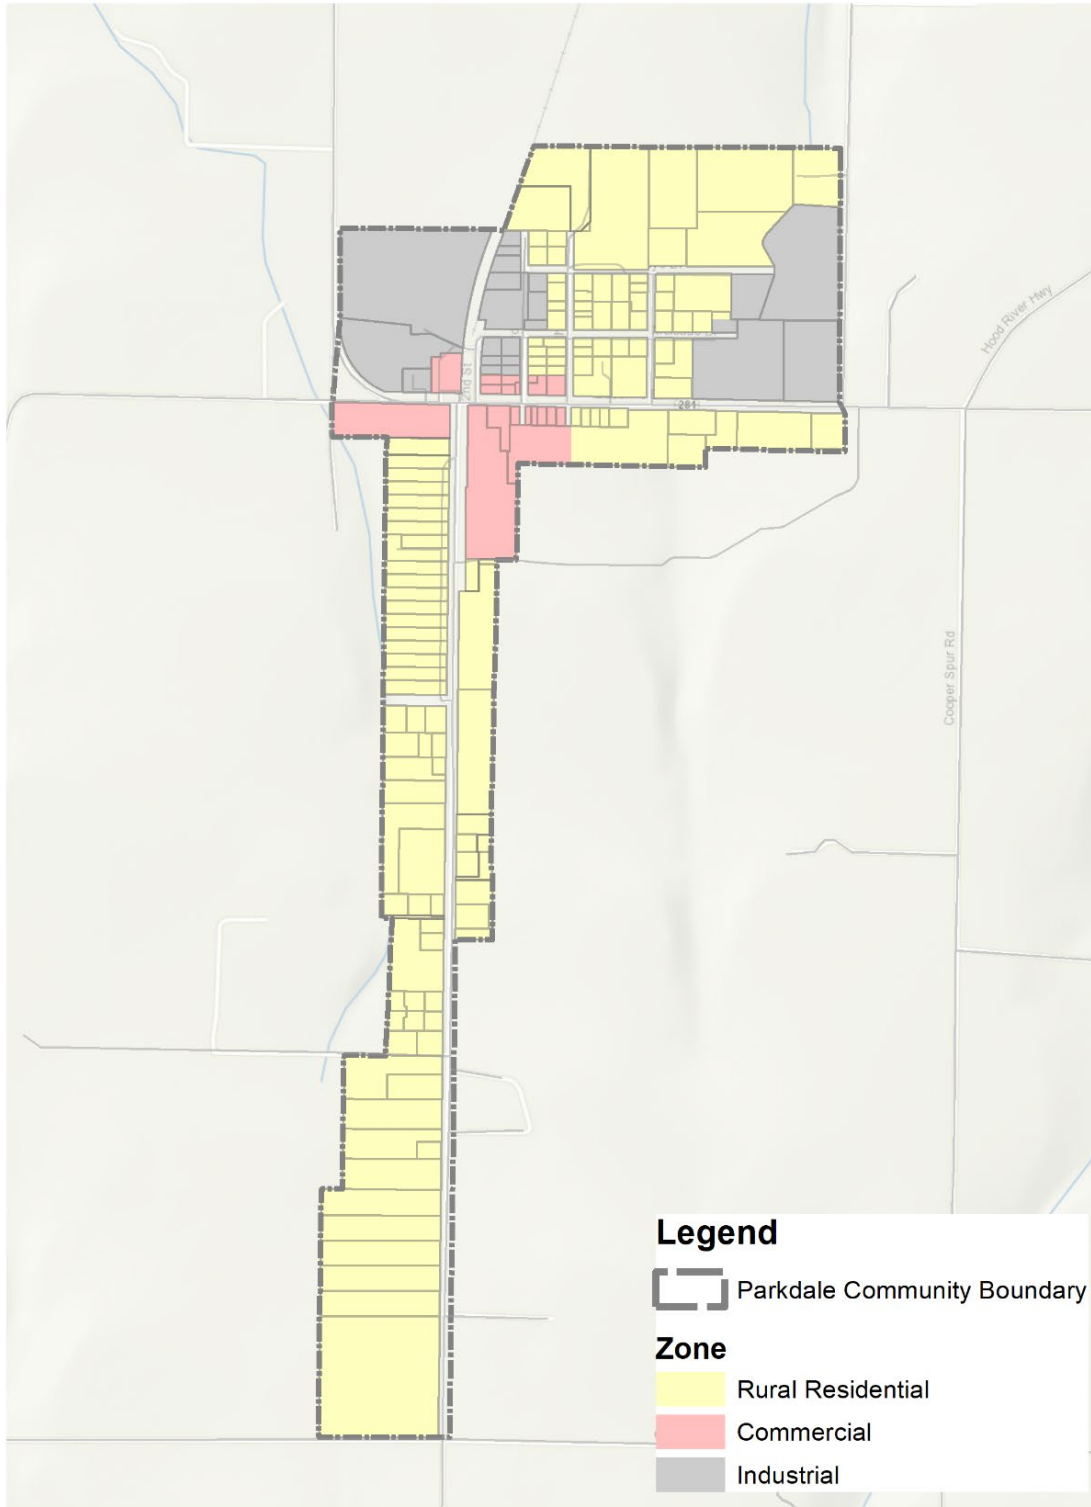 Hood River Hwy
2nd St
281
Cooper Spur Rd
Legend
Parkdale Community Boundary
Zone
Rural Residential
Commercial
Industrial